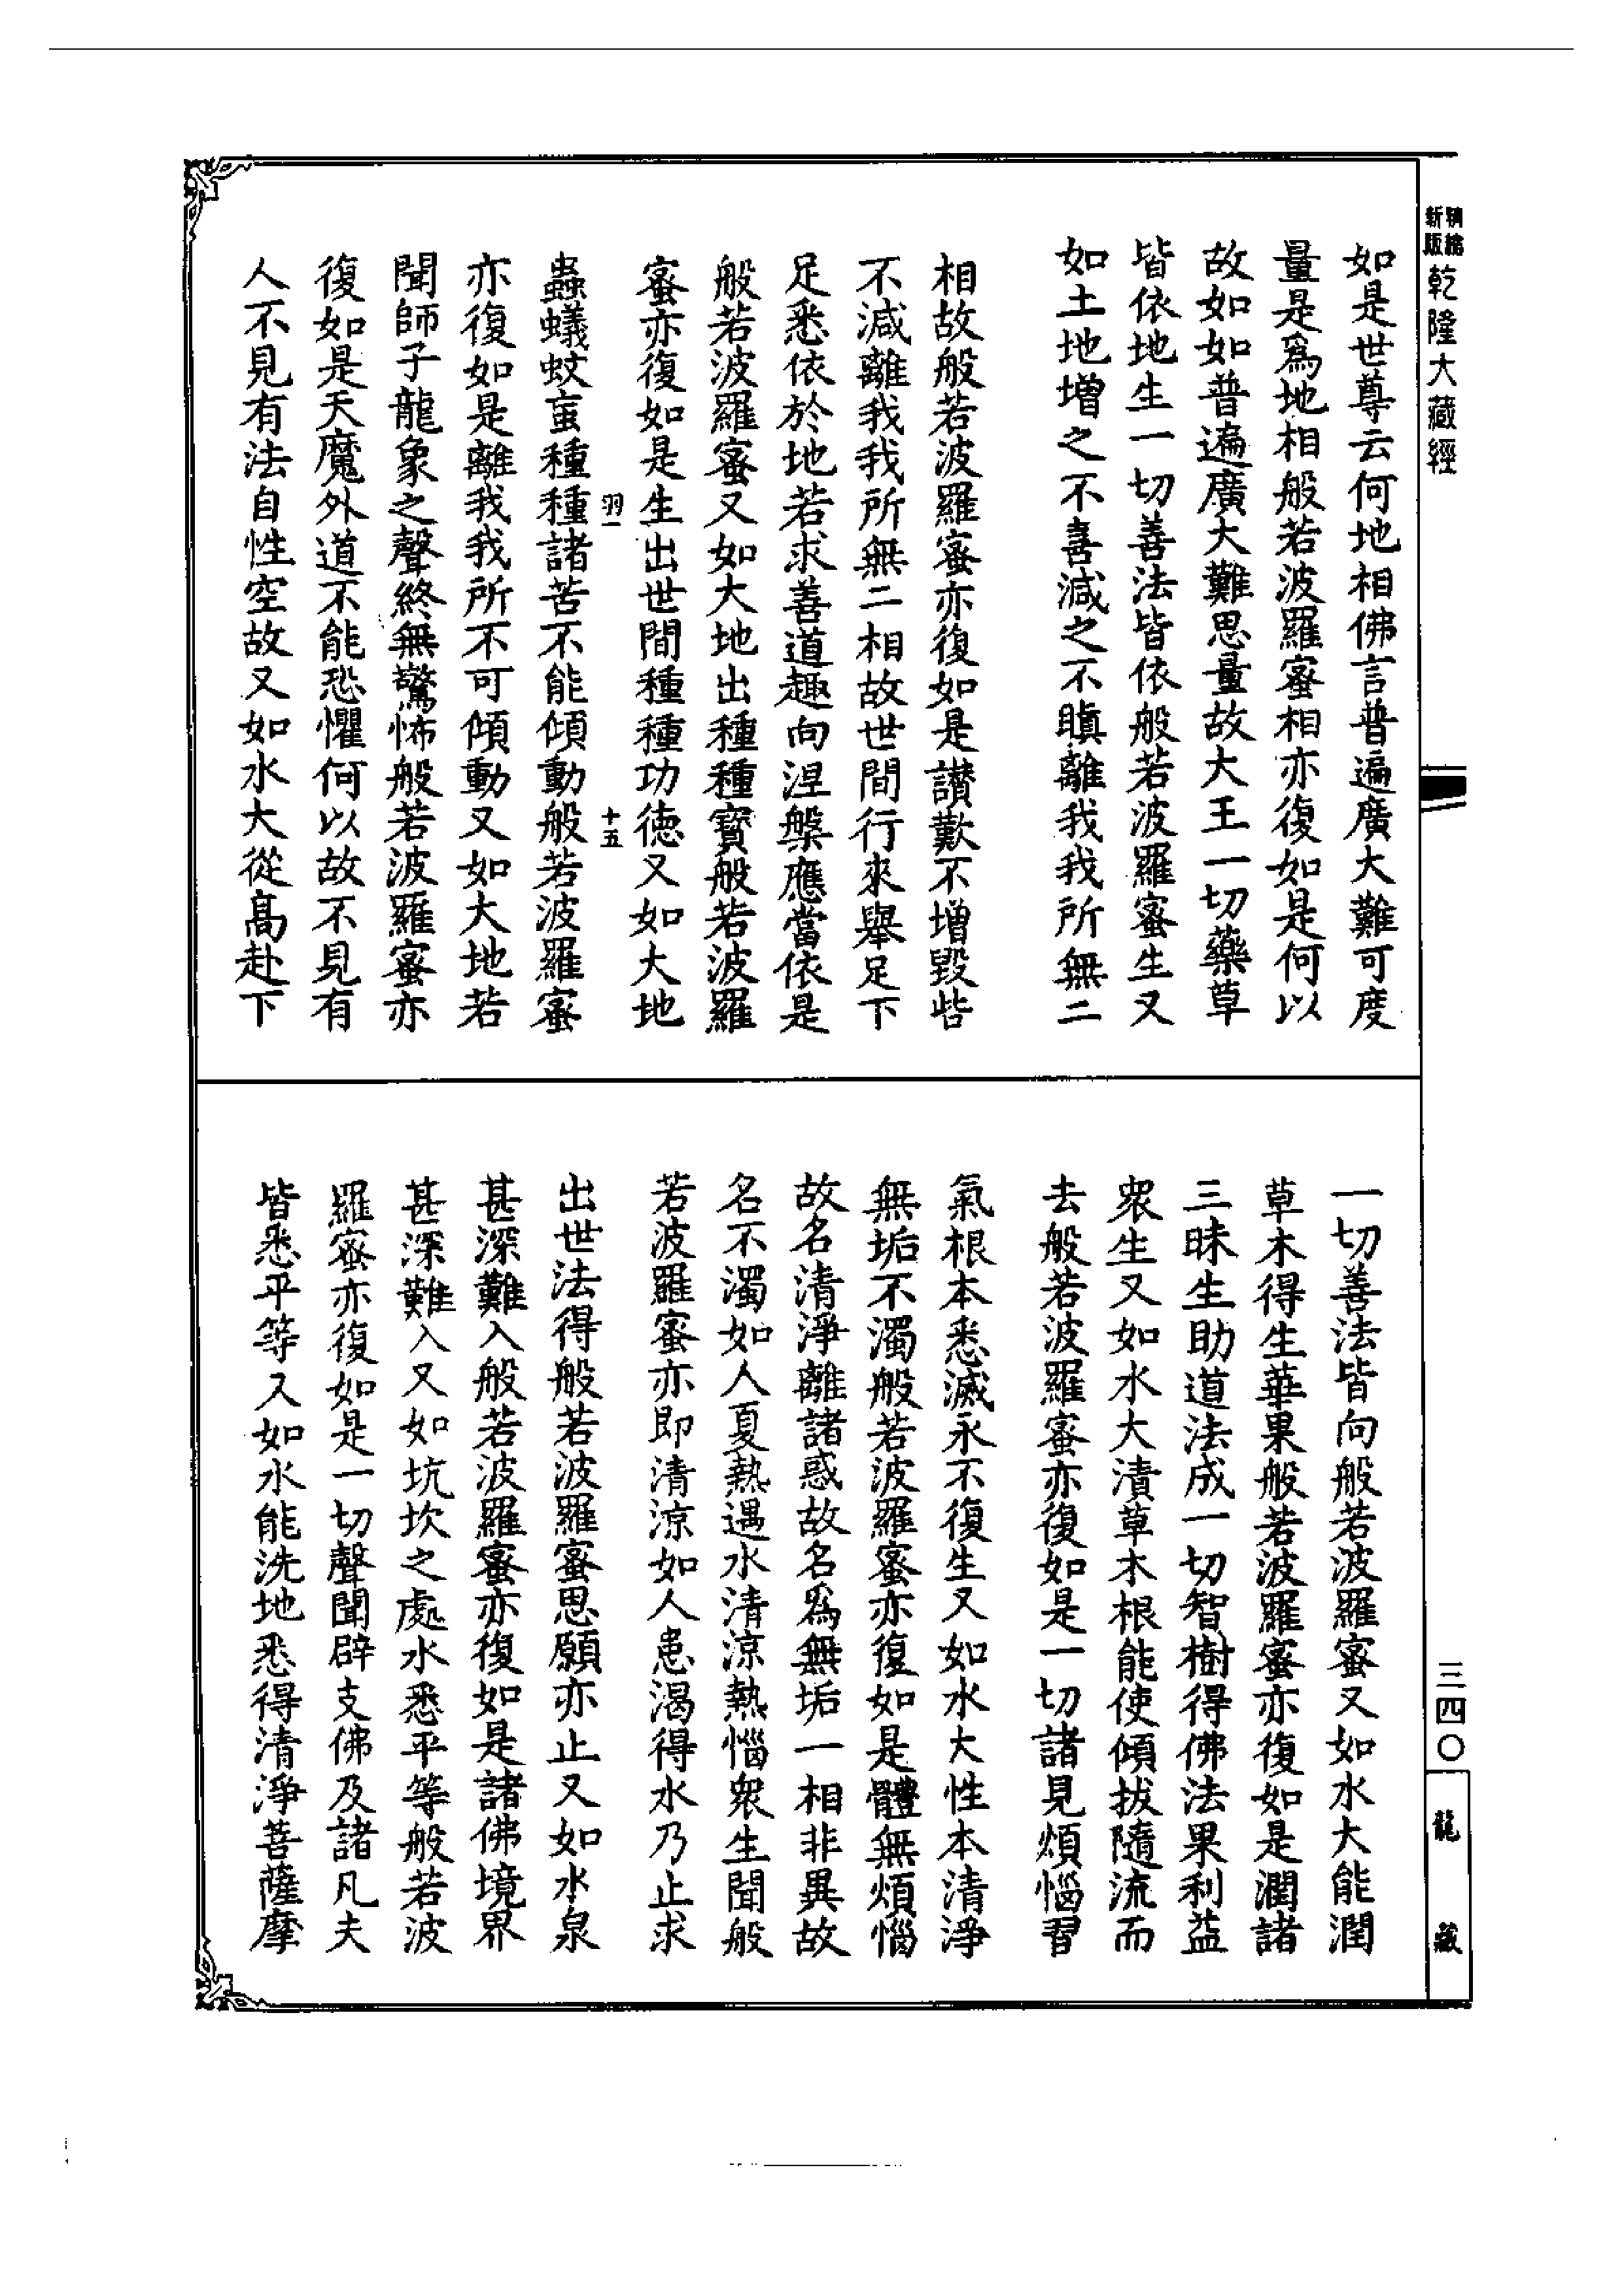 精縮新版乾隆大藏經
如是世尊云何地相佛言普遍廣大難可度
量是爲地相般若波羅蜜相亦復如是何以
故如如普遍廣大難思量故大王一切藥草
皆依地生一切善法皆依般若波羅蜜生又
如土地增之不喜減之不瞋離我我所無二
相故般若波羅蜜亦復如是讚歎不增毀呰
不減離我我所無二相故世間行來舉足下
足悉依於地若求善道趣向涅槃應當依是
般若波羅蜜又如大地出種種寶般若波羅
蜜亦復如是生出世間種種功德又如大地
羽一
十五
蟲蟻蚊䖟種種諸苦不能傾動般若波羅蜜
亦復如是離我我所不可傾動又如大地若
聞師子龍象之聲終無驚怖般若波羅蜜亦
復如是天魔外道不能恐懼何以故不見有
人不見有法自性空故又如水大從高赴下
一切善法皆向般若波羅蜜又如水大能潤
草木得生華果般若波羅蜜亦復如是潤諸
三昧生助道法成一切智樹得佛法果利益
衆生又如水大漬草木根能使傾拔隨流而
去般若波羅蜜亦復如是一切諸見煩惱習
氣根本悉滅永不復生又如水大性本清淨
無垢不濁般若波羅蜜亦復如是體無煩惱
故名清淨離諸惑故名爲無垢一相非異故
名不濁如人夏熱遇水清涼熱惱衆生聞般
若波羅蜜亦即清涼如人患渴得水乃止求
出世法得般若波羅蜜思願亦止又如水泉
甚深難入般若波羅蜜亦復如是諸佛境界
甚深難入又如坑坎之處水悉平等般若波
羅蜜亦復如是一切聲聞辟支佛及諸凡夫
皆悉平等又如水能洗地悉得清淨菩薩摩
三四〇
龍藏